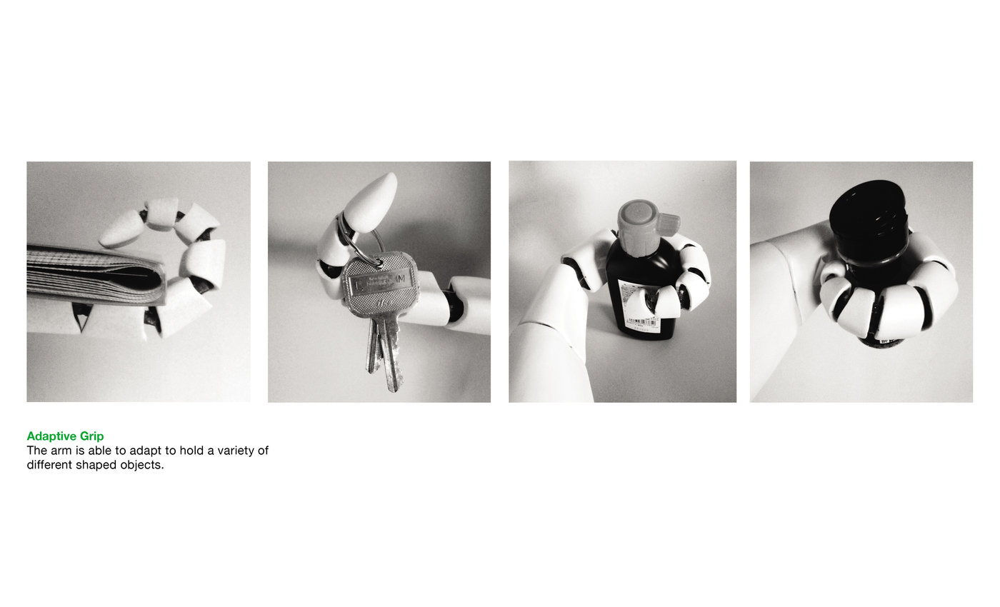 Adaptive Grip
The arm is able to adapt to hold a variety of
different shaped objects.